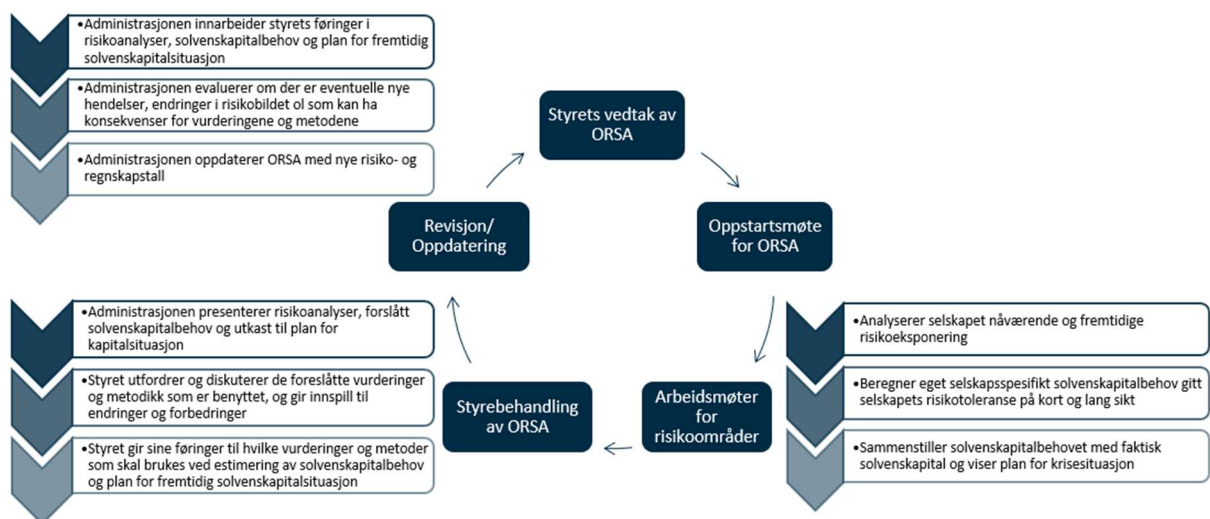 •Administrasjonen innarbeider styrets føringer i
risikoanalyser, solvenskapitalbehov og plan for fremtidig
solvenskapitalsituasjon
•Administrasjonen evaluerer om der er eventuelle nye
hendelser, endringer i risikobildet ol som kan ha
konsekvenser for vurderingene og metodene
•Administrasjonen oppdaterer ORSA med nye risiko- og
regnskapstall
Styrets vedtak av
ORSA
Revisjon/
Oppdatering
Oppstartsmøte
for ORSA
•Administrasjonen presenterer risikoanalyser, forslått
solvenskapitalbehov og utkast til plan for
kapitalsituasjon
•Styret utfordrer og diskuterer de foreslåtte vurderinger
og metodikk som er benyttet, og gir innspill til
endringer og forbedringer
•Styret gir sine føringer til hvilke vurderinger og metoder
som skal brukes ved estimering av solvenskapitalbehov
og plan for fremtidig solvenskapitalsituasjon
Styrebehandling
av ORSA
Arbeidsmøter
for
risikoområder
•Analyserer selskapet nåværende og fremtidige
risikoeksponering
•Beregner eget selskapsspesifikt solvenskapitalbehov gitt
selskapets risikotoleranse på kort og lang sikt
•Sammenstiller solvenskapitalbehovet med faktisk
solvenskapital og viser plan for krisesituasjon